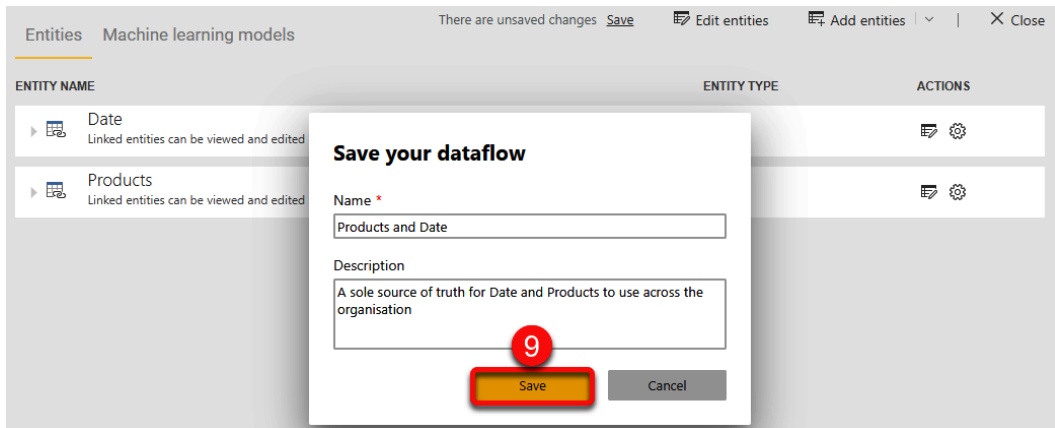 There are unsaved changes Save Edit entities Add entities | Close
Entities Machine learning models
ENTITY NAME ENTITY TYPE ACTIONS
Date
Linked entities can be viewed and edited
Products
Linked entities can be viewed and edited
Save your dataflow
Name *
Products and Date
Description
A sole source of truth for Date and Products to use across the
organisation
9
Save Cancel